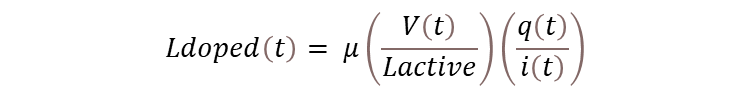 Ldoped(t) = μ (V(t) / Lactive) (q(t) / i(t))